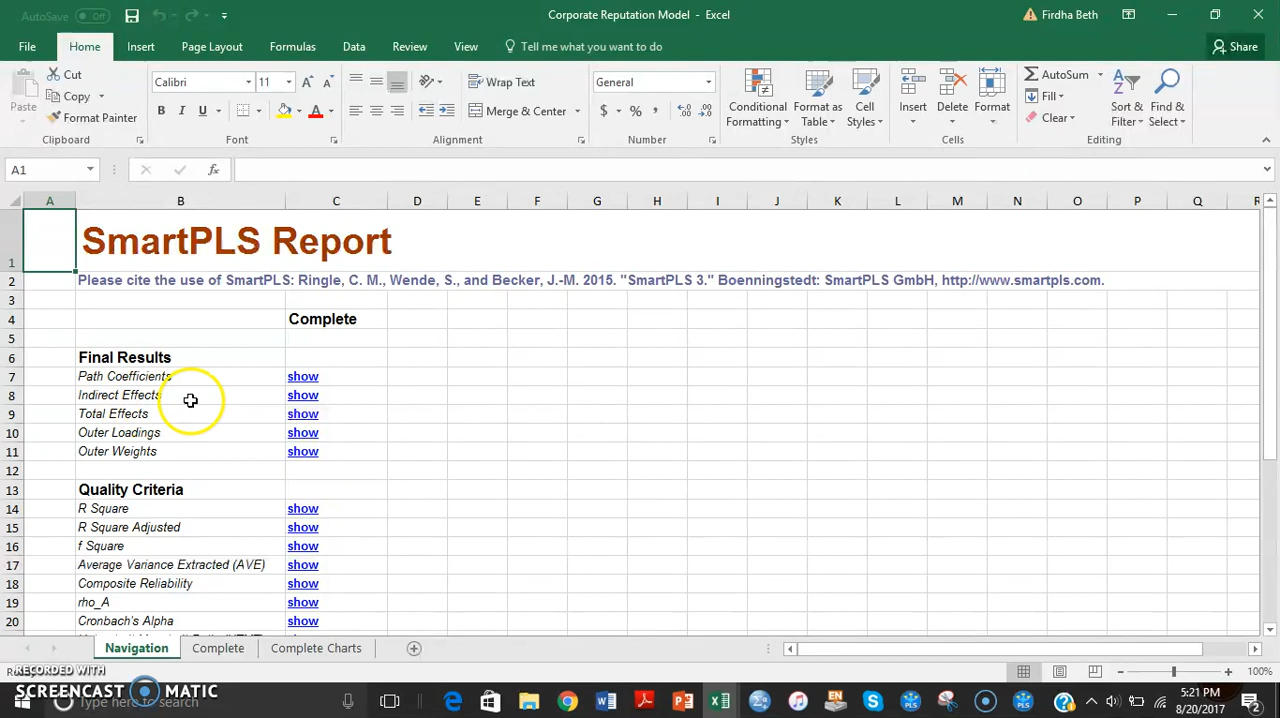 AutoSave Off Corporate Reputation Model - Excel Firdha Beth
File Home Insert Page Layout Formulas Data Review View Tell me what you want to do Share
Paste Cut Calibri 11 Wrap Text General Conditional Formatting Format as Table Cell Styles Insert Delete Format AutoSum Sort & Filter Find & Select
Copy Fill
Format Painter B I U A Merge & Center $ % , Clear
Clipboard Font Alignment Number Styles Cells Editing
A1 fx
A B C D E F G H I J K L M N O P Q R
1 SmartPLS Report
2 Please cite the use of SmartPLS: Ringle, C. M., Wende, S., and Becker, J.-M. 2015. "SmartPLS 3." Boenningstedt: SmartPLS GmbH, http://www.smartpls.com.
3
4 Complete
5
6 Final Results
7 Path Coefficients show
8 Indirect Effects show
9 Total Effects show
10 Outer Loadings show
11 Outer Weights show
12
13 Quality Criteria
14 R Square show
15 R Square Adjusted show
16 f Square show
17 Average Variance Extracted (AVE) show
18 Composite Reliability show
19 rho_A show
20 Cronbach's Alpha show
Navigation Complete Complete Charts
RECORDED WITH 100%
SCREENCAST MATIC
Type here to search 5:21 PM
8/20/2017